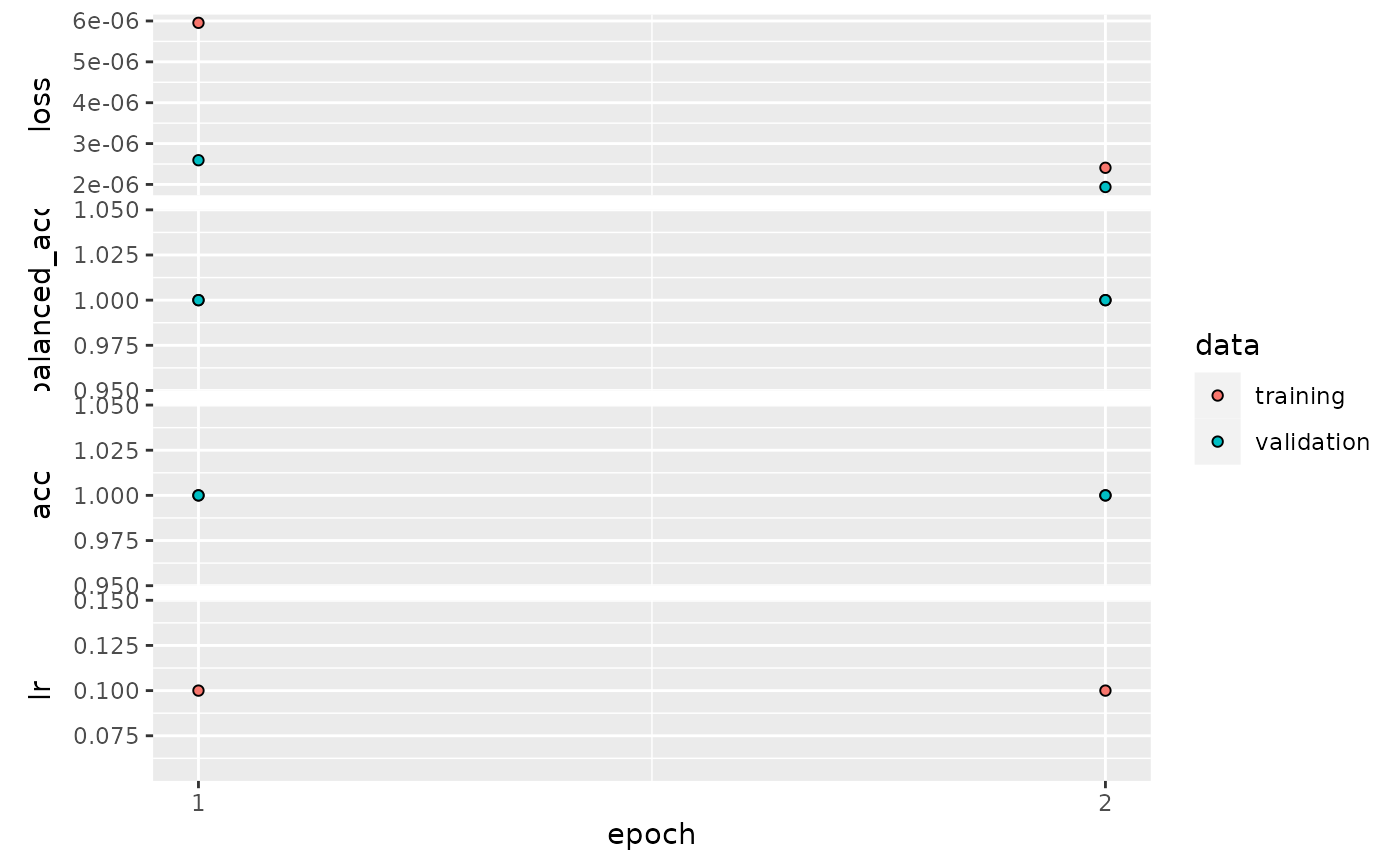 loss
6e-06
5e-06
4e-06
3e-06
2e-06
balanced_acc
1.050
1.025
1.000
0.975
0.950
acc
1.050
1.025
1.000
0.975
0.950
lr
0.150
0.125
0.100
0.075
1 2
epoch
data
training
validation